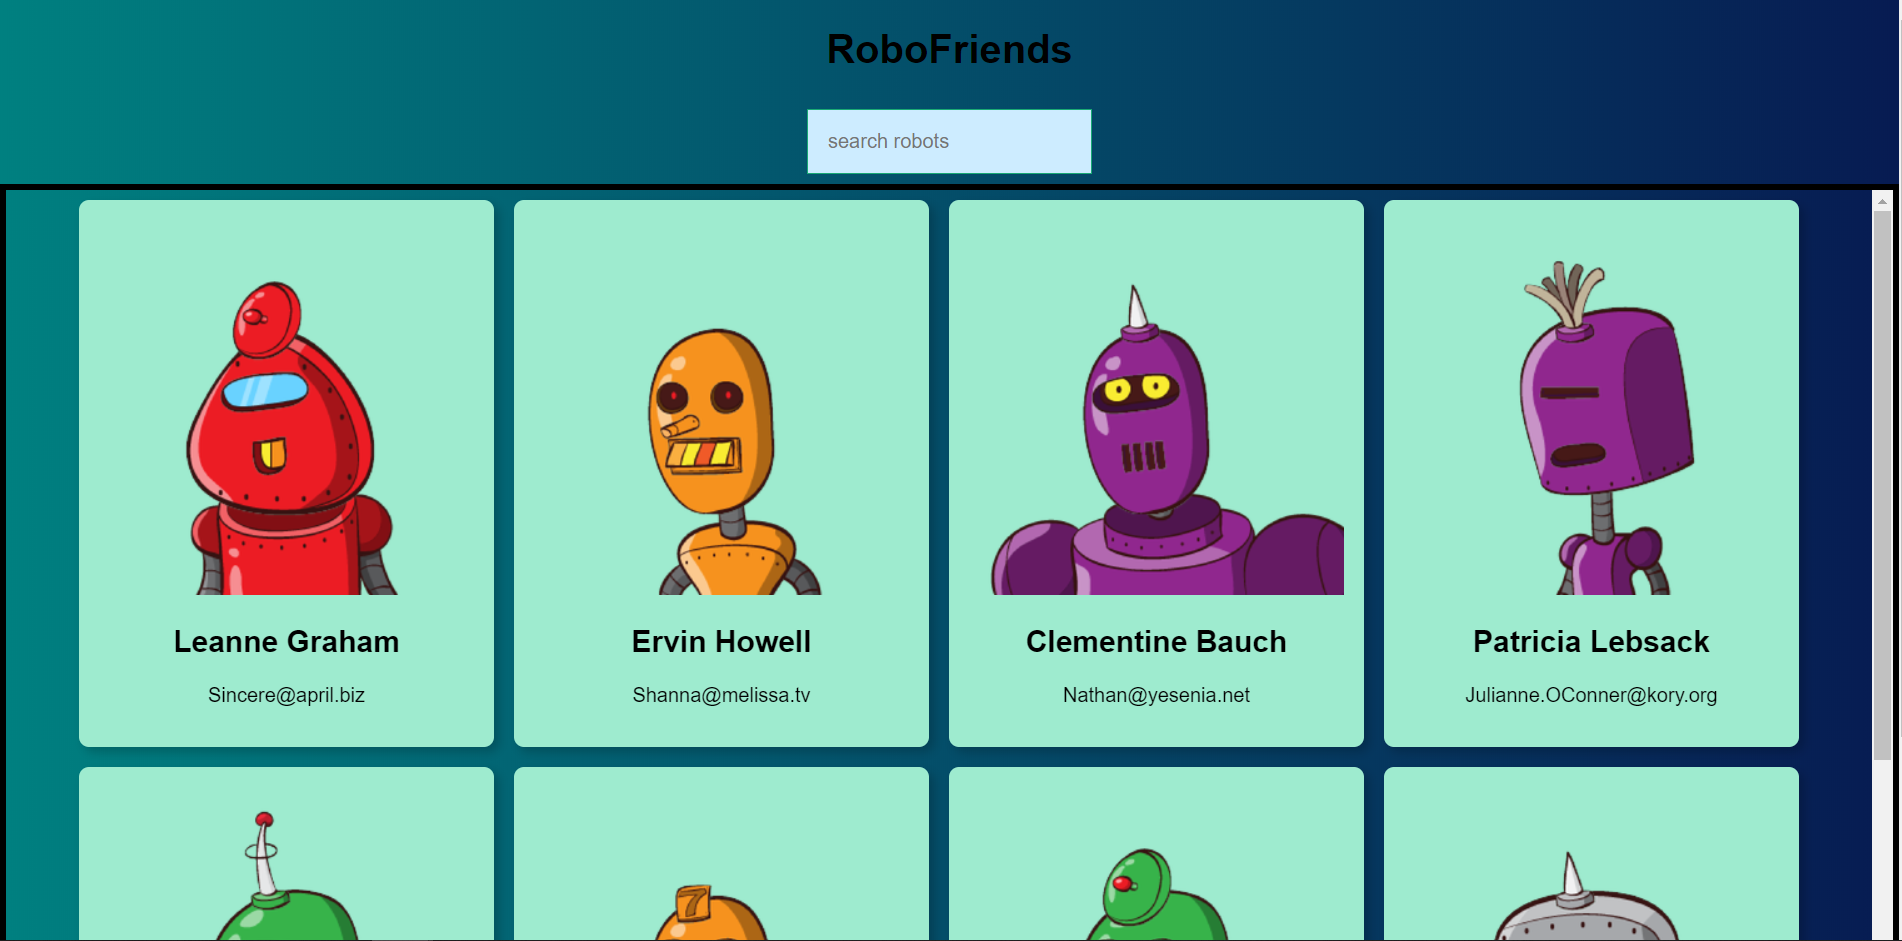 RoboFriends
search robots
Leanne Graham
Sincere@april.biz
Ervin Howell
Shanna@melissa.tv
Clementine Bauch
Nathan@yesenia.net
Patricia Lebsack
Julianne.OConner@kory.org
7